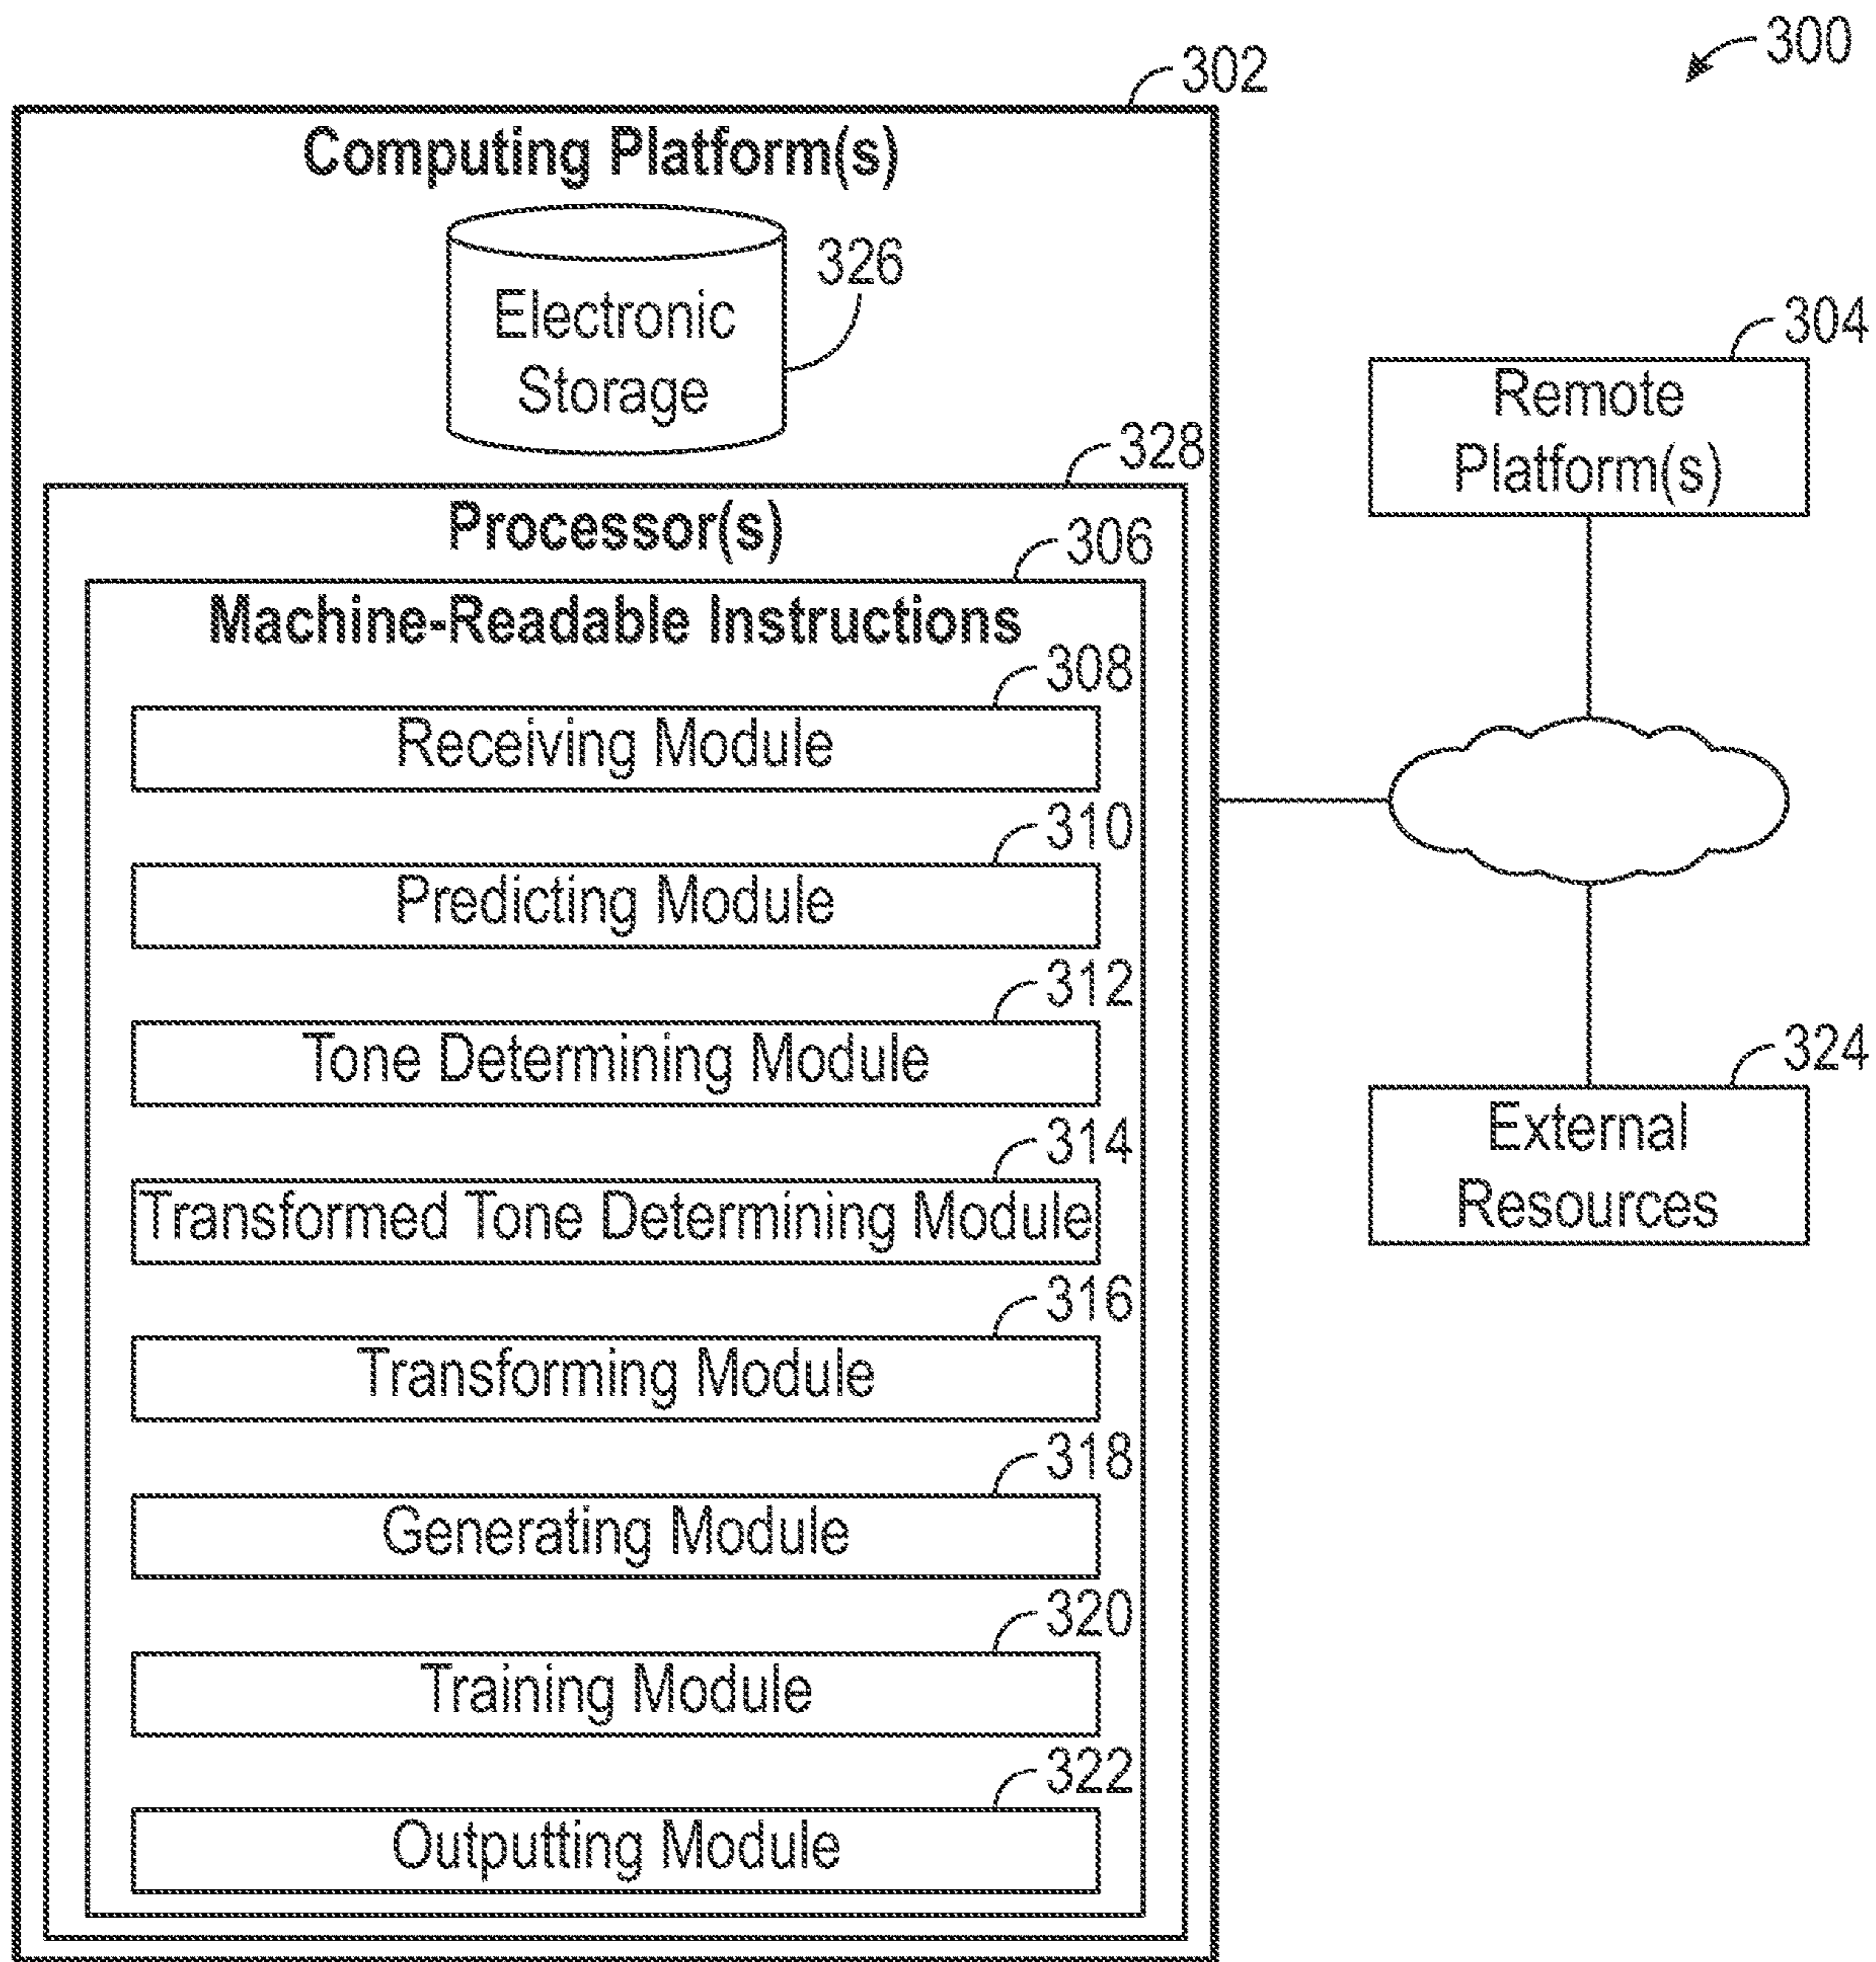 300
302
Computing Platform(s)
326
Electronic
Storage
304
Remote
Platform(s)
328
Processor(s)
306
Machine-Readable Instructions
308
Receiving Module
310
Predicting Module
312
Tone Determining Module
314
Transformed Tone Determining Module
316
Transforming Module
318
Generating Module
320
Training Module
322
Outputting Module
324
External
Resources